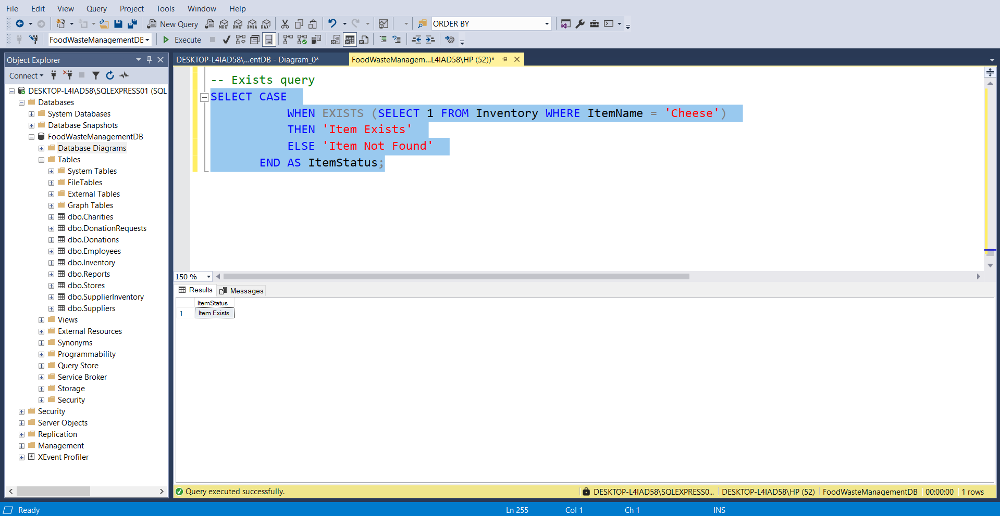 File Edit View Query Project Tools Window Help
New Query MDX DMX XMLA DAX ORDER BY
FoodWasteManagementDB Execute
Object Explorer
Connect
DESKTOP-L4IAD58\SQLEXPRESS01 (SQL
Databases
System Databases
Database Snapshots
FoodWasteManagementDB
Database Diagrams
Tables
System Tables
FileTables
External Tables
Graph Tables
dbo.Charities
dbo.DonationRequests
dbo.Donations
dbo.Employees
dbo.Inventory
dbo.Reports
dbo.Stores
dbo.SupplierInventory
dbo.Suppliers
Views
External Resources
Synonyms
Programmability
Query Store
Service Broker
Storage
Security
Security
Server Objects
Replication
Management
XEvent Profiler
DESKTOP-L4IAD58\...entDB - Diagram_0*
FoodWasteManagem...L4IAD58\HP (52))*
-- Exists query
SELECT CASE
WHEN EXISTS (SELECT 1 FROM Inventory WHERE ItemName = 'Cheese')
THEN 'Item Exists'
ELSE 'Item Not Found'
END AS ItemStatus;
150 %
Results Messages
ItemStatus
1 Item Exists
Query executed successfully. DESKTOP-L4IAD58\SQLEXPRESS0... DESKTOP-L4IAD58\HP (52) FoodWasteManagementDB 00:00:00 1 rows
Ready Ln 255 Col 1 Ch 1 INS